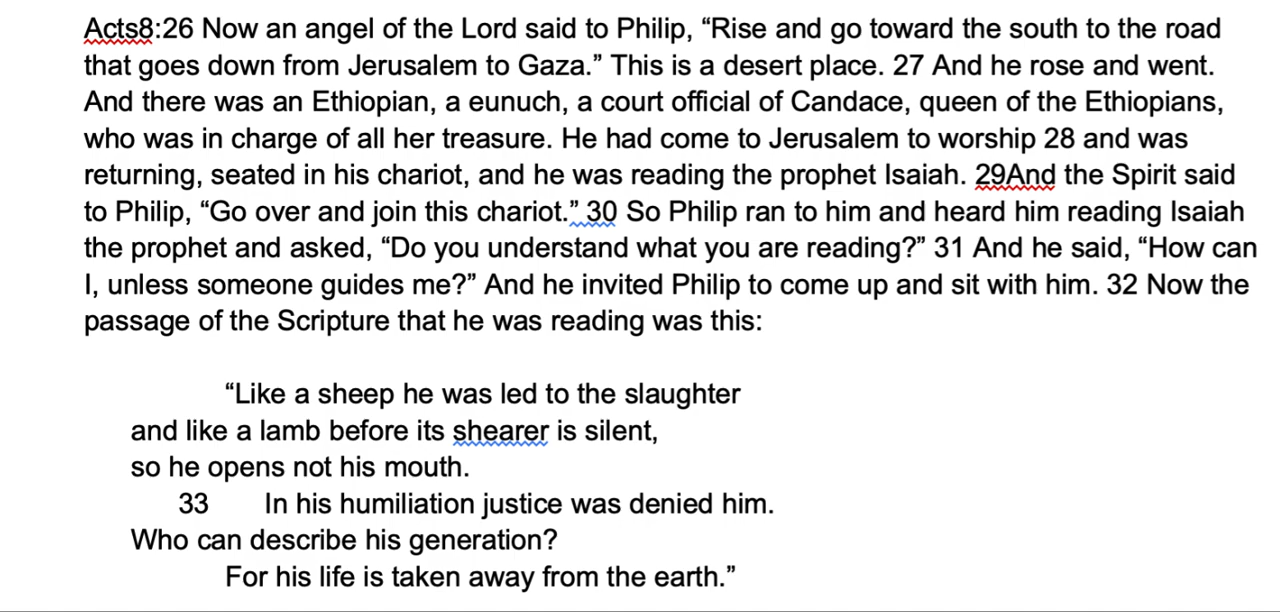 Acts8:26 Now an angel of the Lord said to Philip, “Rise and go toward the south to the road
that goes down from Jerusalem to Gaza.” This is a desert place. 27 And he rose and went.
And there was an Ethiopian, a eunuch, a court official of Candace, queen of the Ethiopians,
who was in charge of all her treasure. He had come to Jerusalem to worship 28 and was
returning, seated in his chariot, and he was reading the prophet Isaiah. 29And the Spirit said
to Philip, “Go over and join this chariot.” 30 So Philip ran to him and heard him reading Isaiah
the prophet and asked, “Do you understand what you are reading?” 31 And he said, “How can
I, unless someone guides me?” And he invited Philip to come up and sit with him. 32 Now the
passage of the Scripture that he was reading was this:
“Like a sheep he was led to the slaughter
and like a lamb before its shearer is silent,
so he opens not his mouth.
33 In his humiliation justice was denied him.
Who can describe his generation?
For his life is taken away from the earth.”